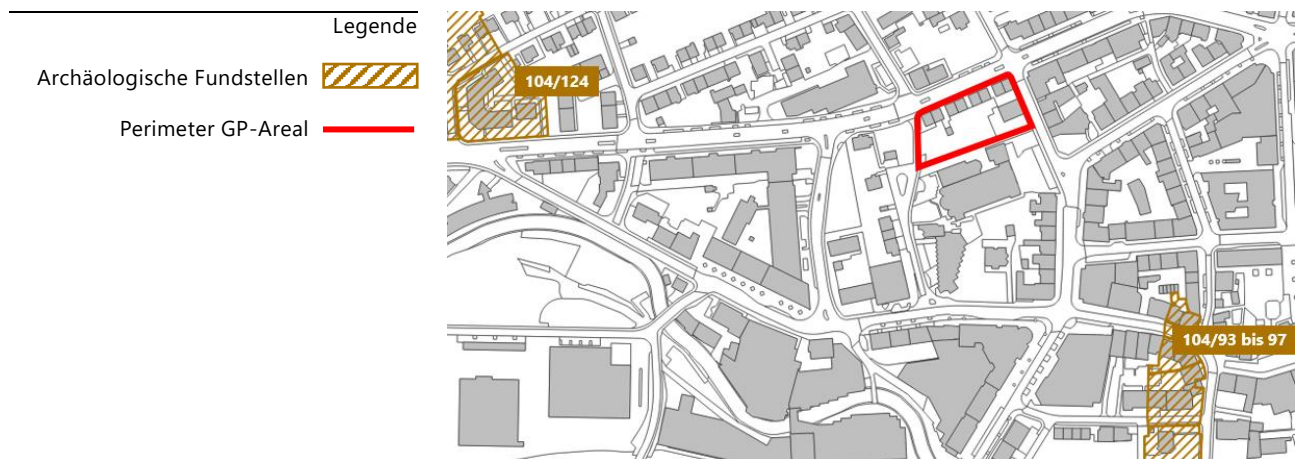 Legende
Archäologische Fundstellen
Perimeter GP-Areal
104/124
104/93 bis 97